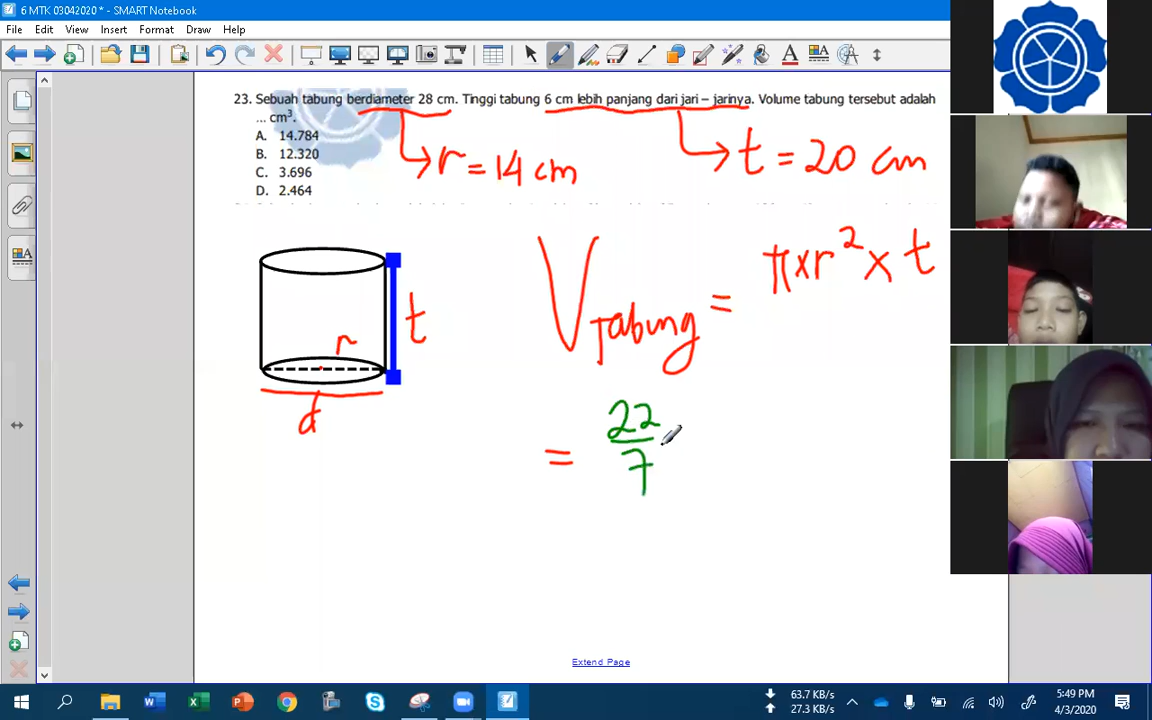 6 MTK 03042020 * - SMART Notebook
File Edit View Insert Format Draw Help
23. Sebuah tabung berdiameter 28 cm. Tinggi tabung 6 cm lebih panjang dari jari – jarinya. Volume tabung tersebut adalah
... cm³.
A. 14.784
B. 12.320
C. 3.696
D. 2.464
r = 14 cm
t = 20 cm
V Tabung = π x r² x t
r
t
d
= 22/7
Extend Page
63.7 KB/s
27.3 KB/s
5:49 PM
4/3/2020